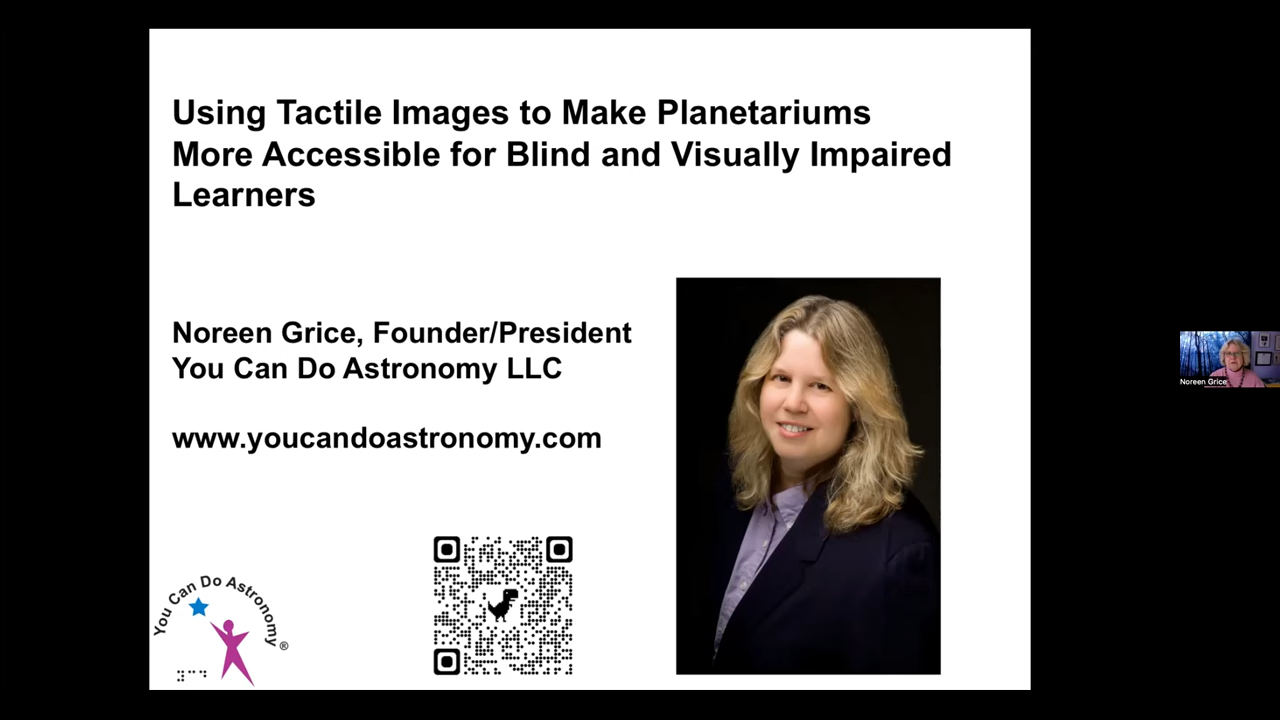 Using Tactile Images to Make Planetariums
More Accessible for Blind and Visually Impaired
Learners
Noreen Grice, Founder/President
You Can Do Astronomy LLC
www.youcandoastronomy.com
You Can Do Astronomy ®
Noreen Grice